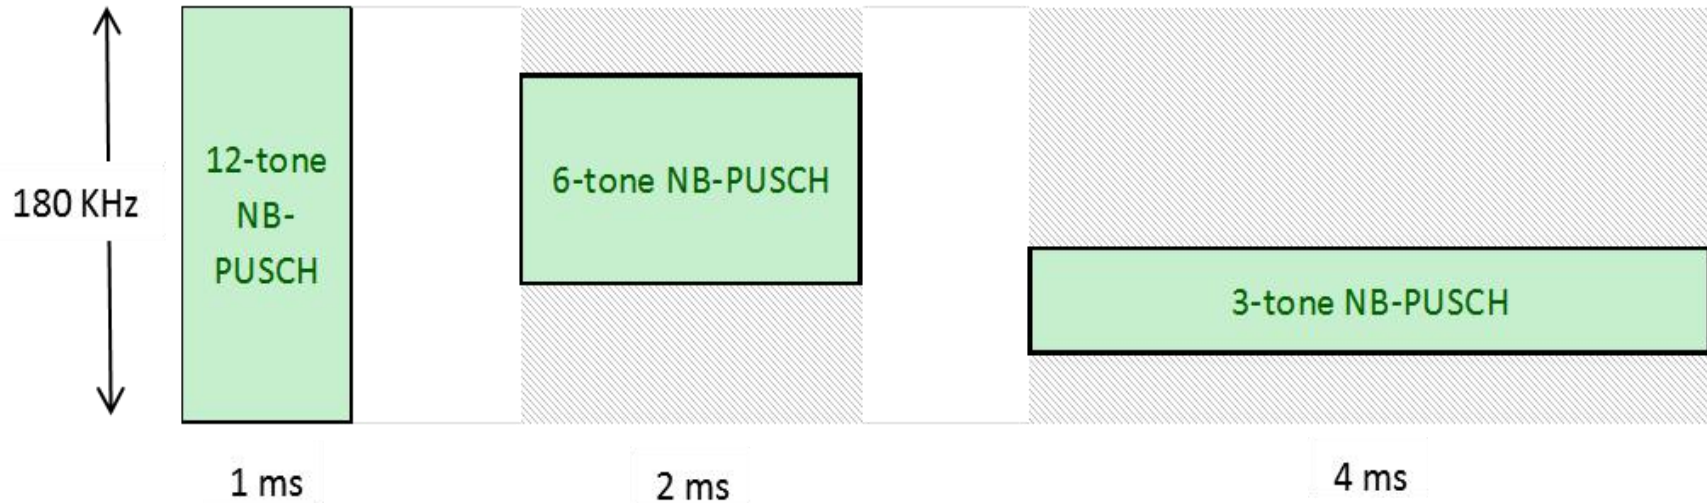 180 KHz
12-tone
NB-
PUSCH
6-tone NB-PUSCH
3-tone NB-PUSCH
1 ms
2 ms
4 ms